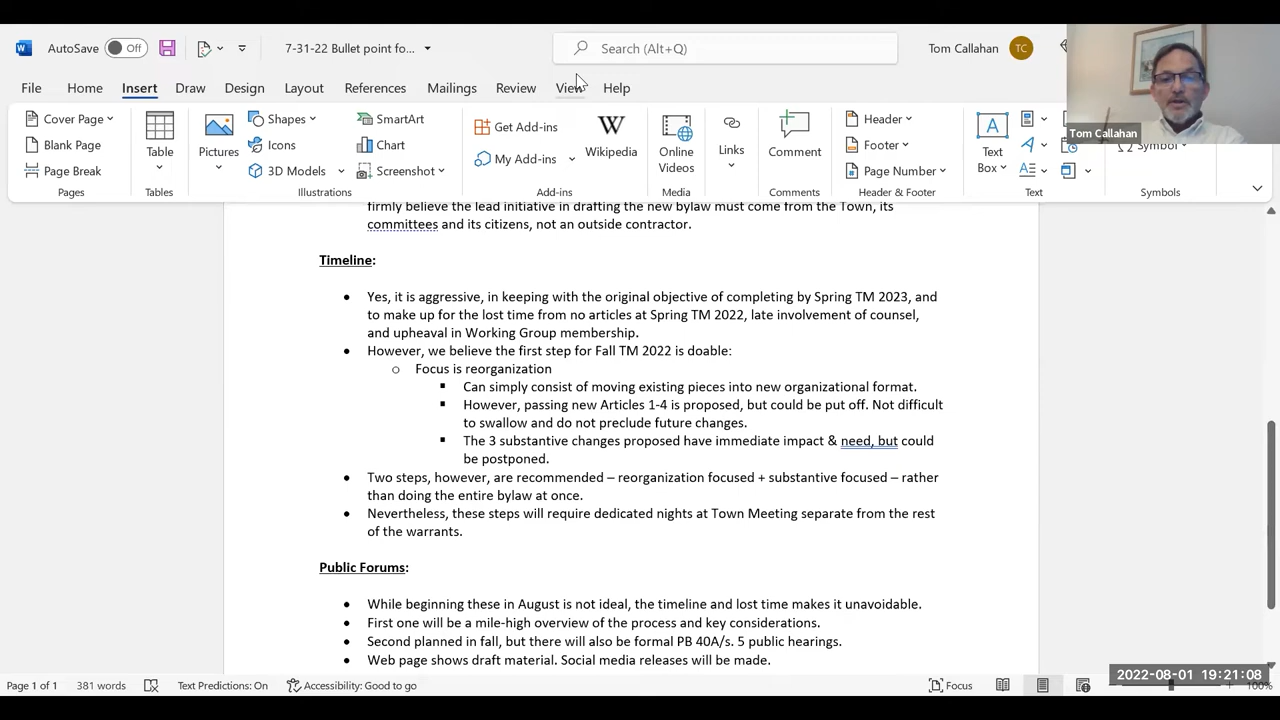 AutoSave Off 7-31-22 Bullet point fo... Search (Alt+Q) Tom Callahan TC
File Home Insert Draw Design Layout References Mailings Review View Help
Tom Callahan
Cover Page
Blank Page
Page Break
Pages
Table
Tables
Pictures
Shapes
Icons
3D Models
SmartArt
Chart
Screenshot
Illustrations
Get Add-ins
My Add-ins
W
Wikipedia
Add-ins
Online
Videos
Media
Links
Comment
Comments
Header
Footer
Page Number
Header & Footer
A
Text
Box
Text
Symbol
Symbols
firmly believe the lead initiative in drafting the new bylaw must come from the Town, its
committees and its citizens, not an outside contractor.
Timeline:
• Yes, it is aggressive, in keeping with the original objective of completing by Spring TM 2023, and
to make up for the lost time from no articles at Spring TM 2022, late involvement of counsel,
and upheaval in Working Group membership.
• However, we believe the first step for Fall TM 2022 is doable:
o Focus is reorganization
▪ Can simply consist of moving existing pieces into new organizational format.
▪ However, passing new Articles 1-4 is proposed, but could be put off. Not difficult
to swallow and do not preclude future changes.
▪ The 3 substantive changes proposed have immediate impact & need, but could
be postponed.
• Two steps, however, are recommended – reorganization focused + substantive focused – rather
than doing the entire bylaw at once.
• Nevertheless, these steps will require dedicated nights at Town Meeting separate from the rest
of the warrants.
Public Forums:
• While beginning these in August is not ideal, the timeline and lost time makes it unavoidable.
• First one will be a mile-high overview of the process and key considerations.
• Second planned in fall, but there will also be formal PB 40A/s. 5 public hearings.
• Web page shows draft material. Social media releases will be made.
Page 1 of 1 381 words Text Predictions: On Accessibility: Good to go Focus 100%
2022-08-01 19:21:08